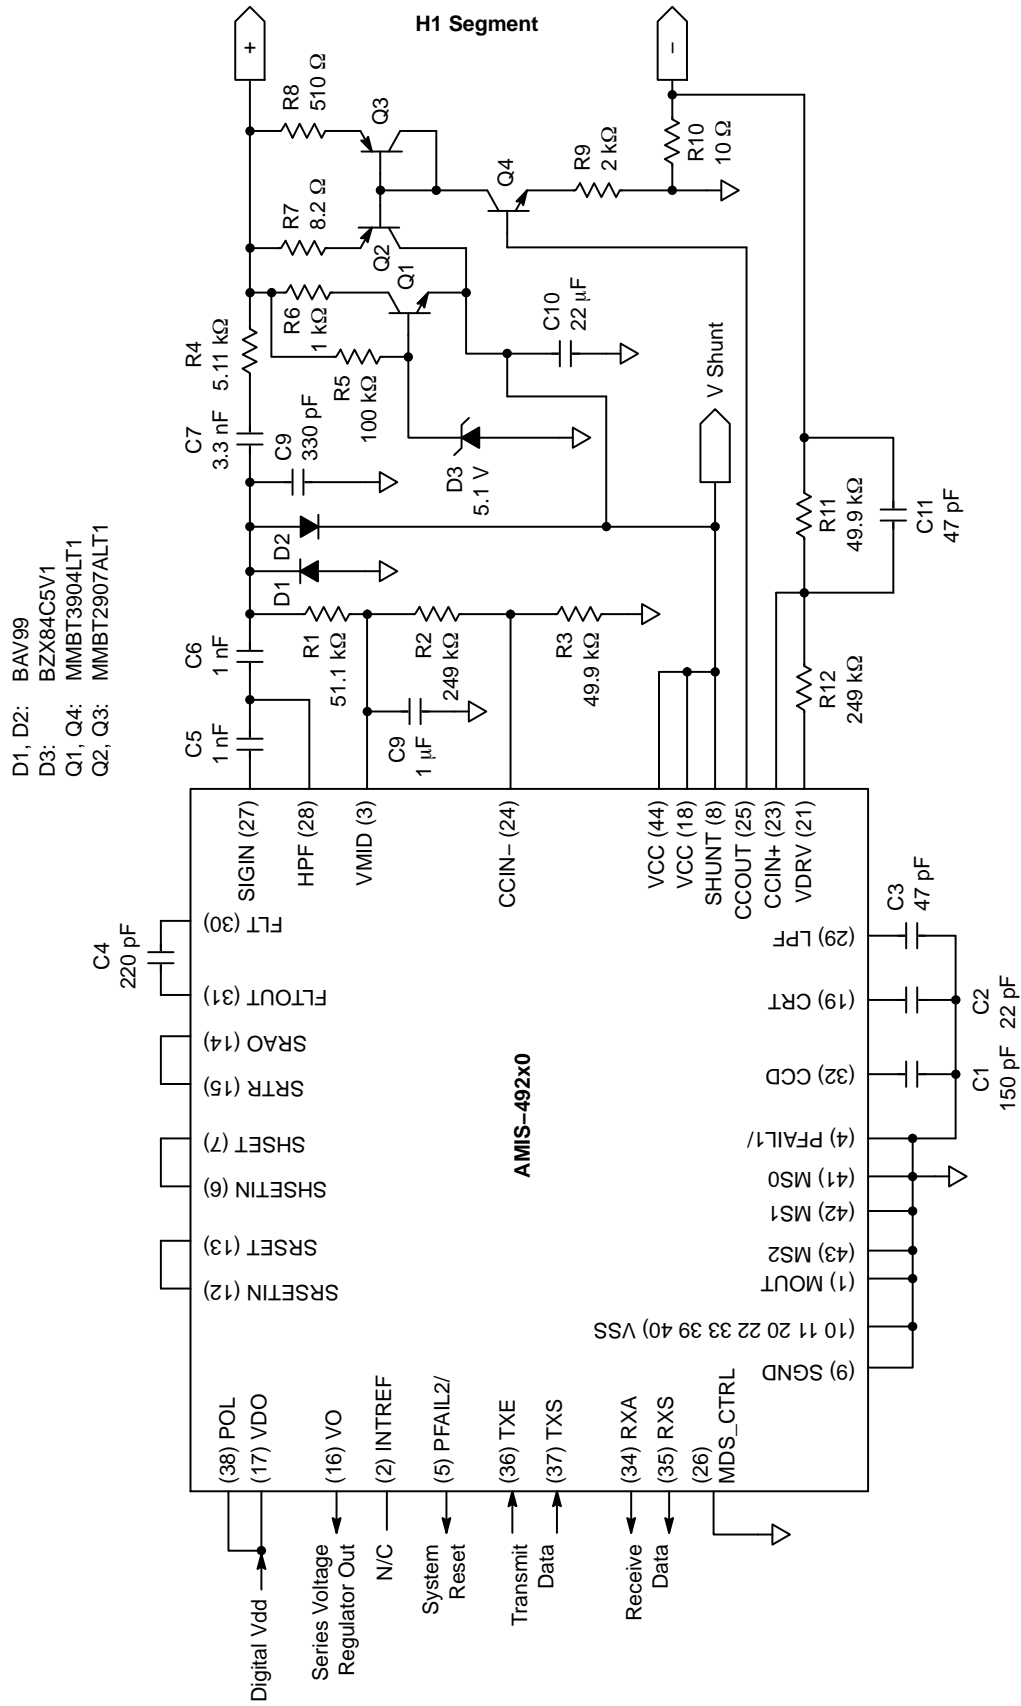 D1, D2: BAV99
D3: BZX84C5V1
Q1, Q4: MMBT3904LT1
Q2, Q3: MMBT2907ALT1
H1 Segment
+
−
R8
510 Ω
Q3
R7
8.2 Ω
Q2
Q4
R9
2 kΩ
R10
10 Ω
Q1
R6
1 kΩ
R4
5.11 kΩ
R5
100 kΩ
C10
22 μF
C7
3.3 nF
C9
330 pF
D3
5.1 V
V Shunt
D2
D1
R11
49.9 kΩ
C11
47 pF
C6
1 nF
R1
51.1 kΩ
R2
249 kΩ
R3
49.9 kΩ
R12
249 kΩ
C5
1 nF
C9
1 μF
SIGIN (27)
HPF (28)
VMID (3)
CCIN− (24)
VCC (44)
VCC (18)
SHUNT (8)
CCOUT (25)
CCIN+ (23)
VDRV (21)
C4
220 pF
(30) FLT
(31) FLTOUT
(14) SRAO
(15) SRTR
(7) SHSET
(6) SHSETIN
(13) SRSET
(12) SRSETIN
AMIS−492x0
(29) LPF
(19) CRT
(32) CCD
(4) PFAIL1/
(41) MS0
(42) MS1
(43) MS2
(1) MOUT
(10 11 20 22 33 39 40) VSS
(9) SGND
C3
47 pF
C2
22 pF
C1
150 pF
(38) POL
(17) VDO
(16) VO
(2) INTREF
(5) PFAIL2/
(36) TXE
(37) TXS
(34) RXA
(35) RXS
(26)
MDS_CTRL
Digital Vdd
Series Voltage
Regulator Out
N/C
System
Reset
Transmit
Data
Receive
Data